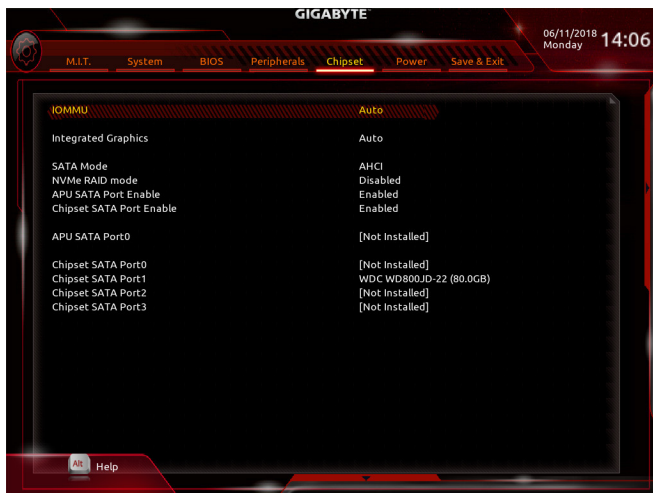 GIGABYTE
06/11/2018 14:06
Monday
M.I.T. System BIOS Peripherals Chipset Power Save & Exit
IOMMU Auto
Integrated Graphics Auto
SATA Mode AHCI
NVMe RAID mode Disabled
APU SATA Port Enable Enabled
Chipset SATA Port Enable Enabled
APU SATA Port0 [Not Installed]
Chipset SATA Port0 [Not Installed]
Chipset SATA Port1 WDC WD800JD-22 (80.0GB)
Chipset SATA Port2 [Not Installed]
Chipset SATA Port3 [Not Installed]
Alt Help